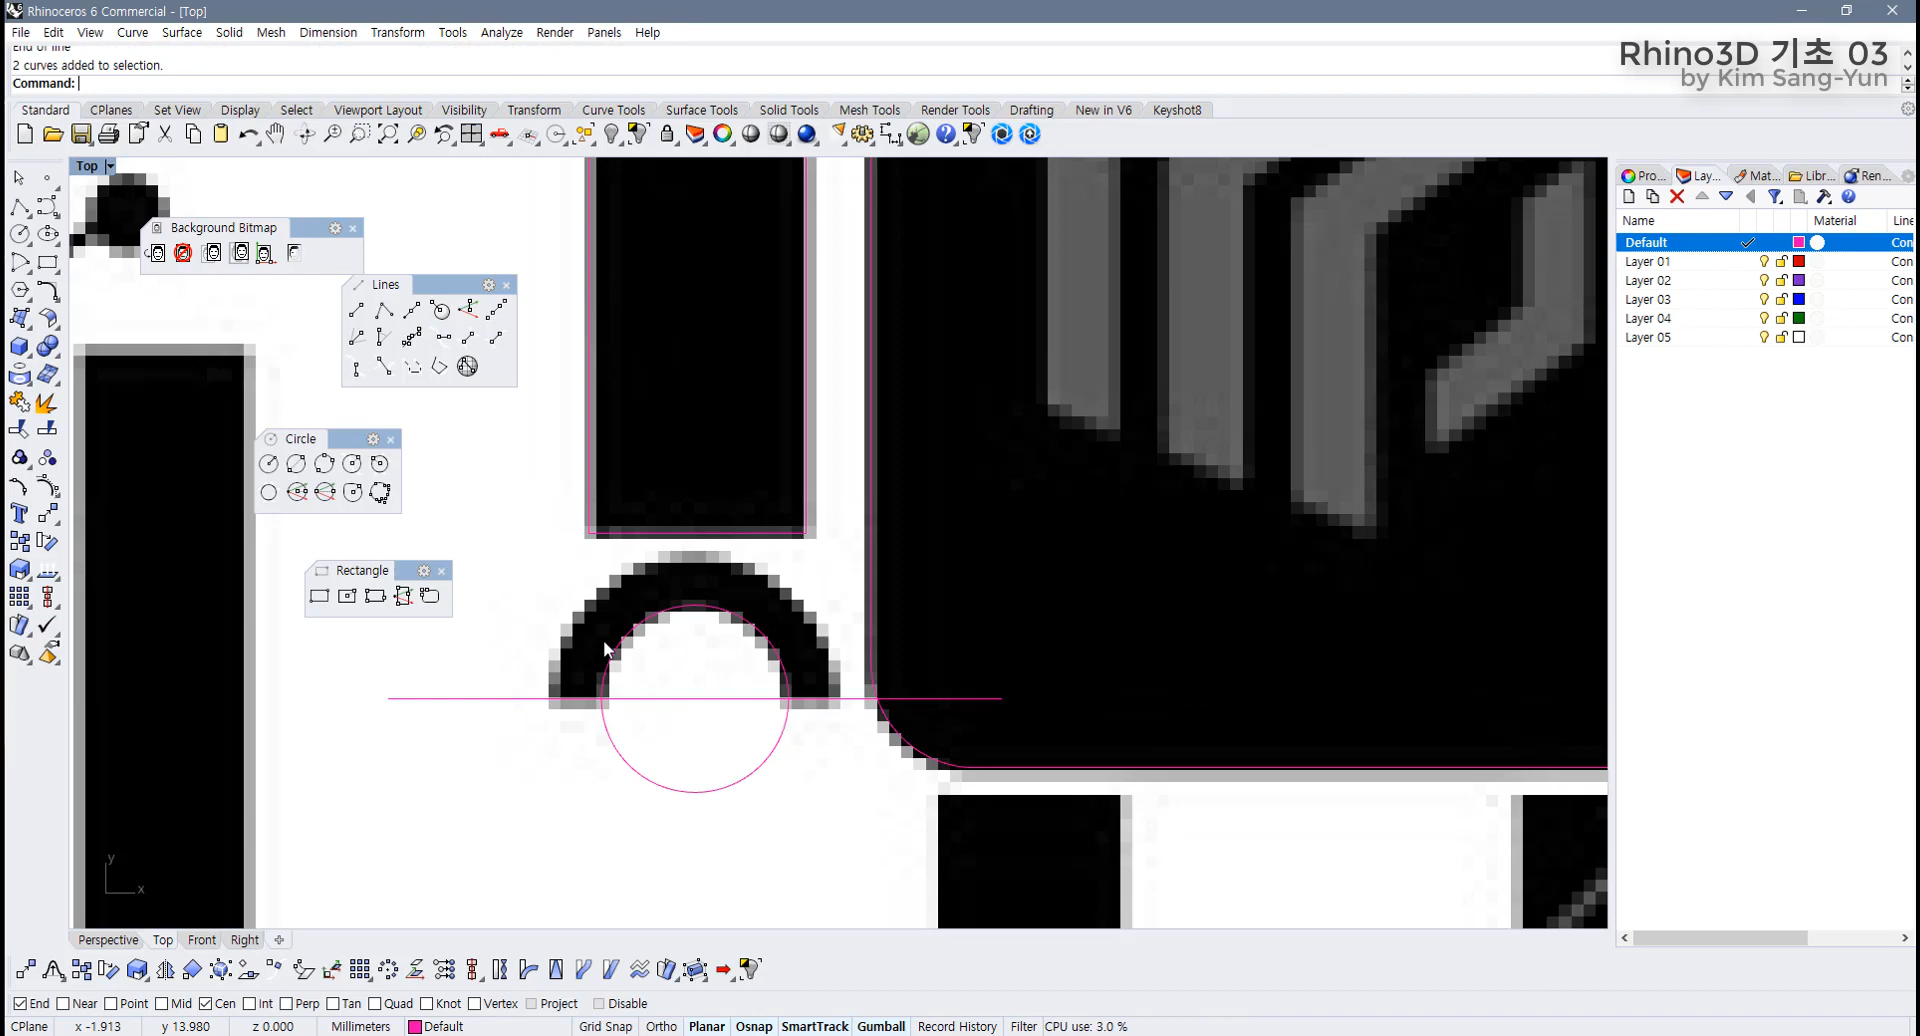 Rhinoceros 6 Commercial - [Top]
File Edit View Curve Surface Solid Mesh Dimension Transform Tools Analyze Render Panels Help
End of line
2 curves added to selection.
Command:
Rhino3D 기초 03
by Kim Sang-Yun
Standard CPlanes Set View Display Select Viewport Layout Visibility Transform Curve Tools Surface Tools Solid Tools Mesh Tools Render Tools Drafting New in V6 Keyshot8
Top
Pro... Lay... Mat... Libr... Ren...
Name Material Line
Default Con
Layer 01 Con
Layer 02 Con
Layer 03 Con
Layer 04 Con
Layer 05 Con
Background Bitmap
Lines
Circle
Rectangle
y
x
Perspective Top Front Right
End Near Point Mid Cen Int Perp Tan Quad Knot Vertex Project Disable
CPlane x -1.913 y 13.980 z 0.000 Millimeters Default Grid Snap Ortho Planar Osnap SmartTrack Gumball Record History Filter CPU use: 3.0 %